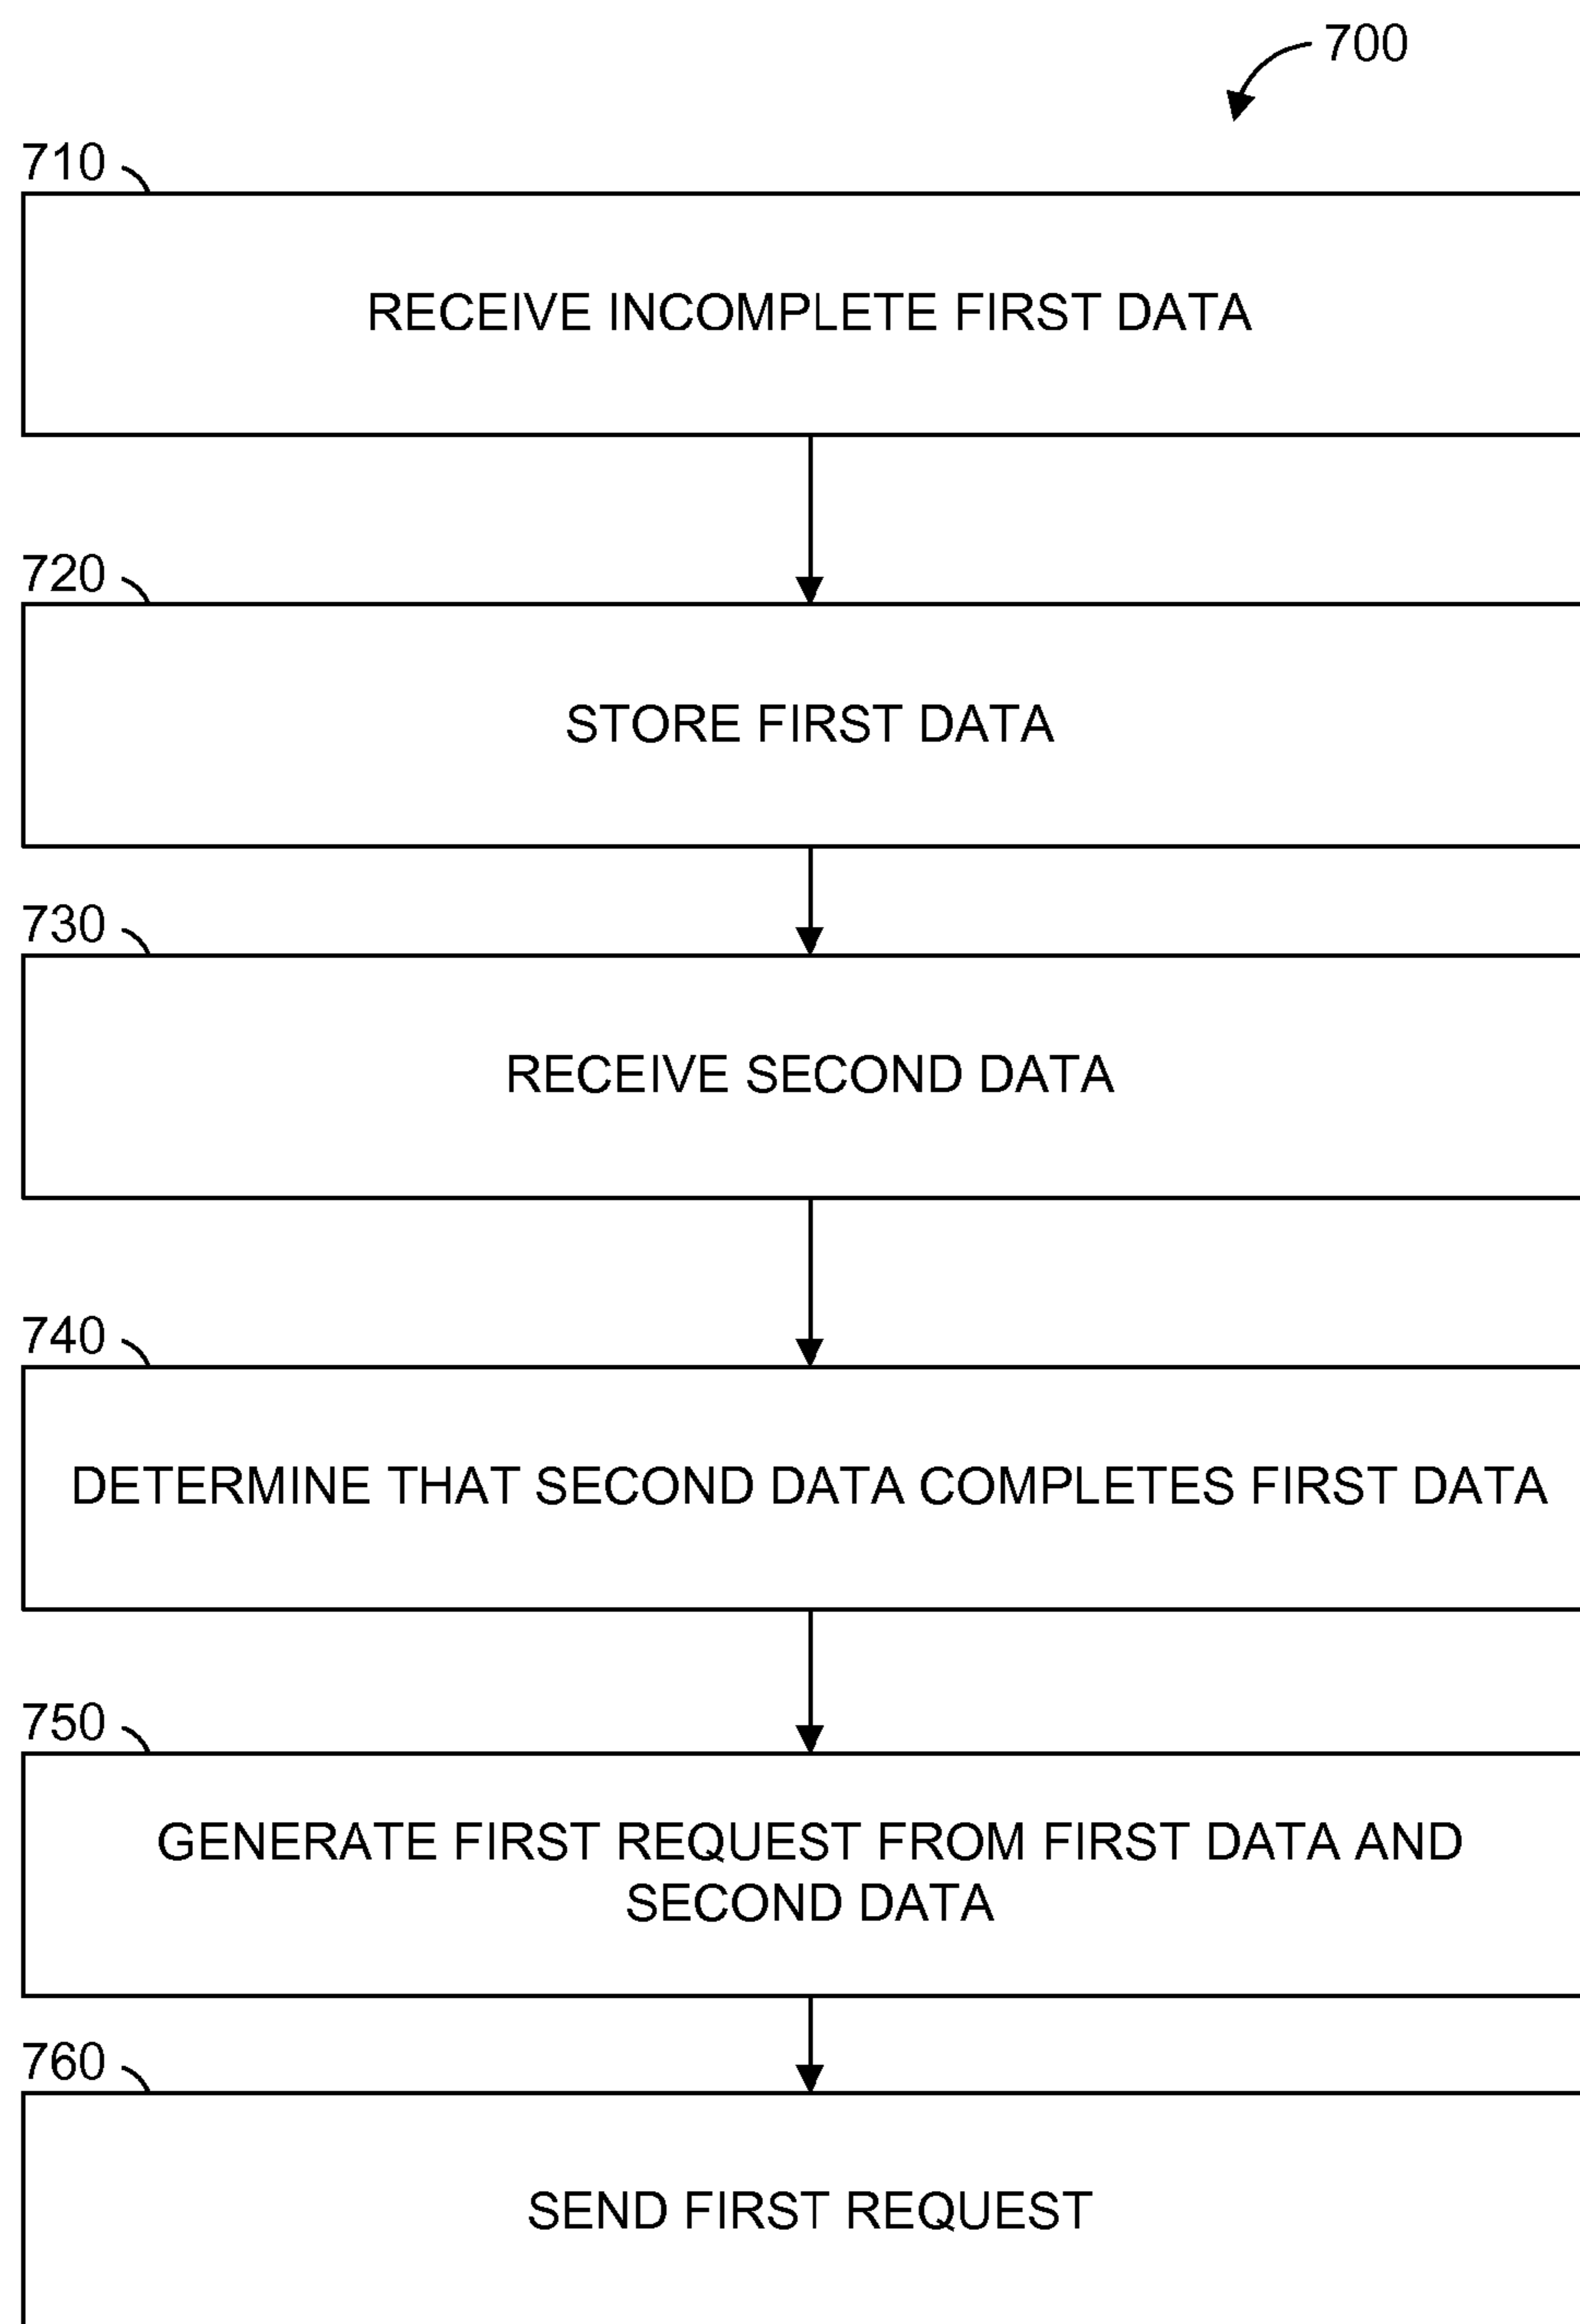 700
710
RECEIVE INCOMPLETE FIRST DATA
720
STORE FIRST DATA
730
RECEIVE SECOND DATA
740
DETERMINE THAT SECOND DATA COMPLETES FIRST DATA
750
GENERATE FIRST REQUEST FROM FIRST DATA AND
SECOND DATA
760
SEND FIRST REQUEST